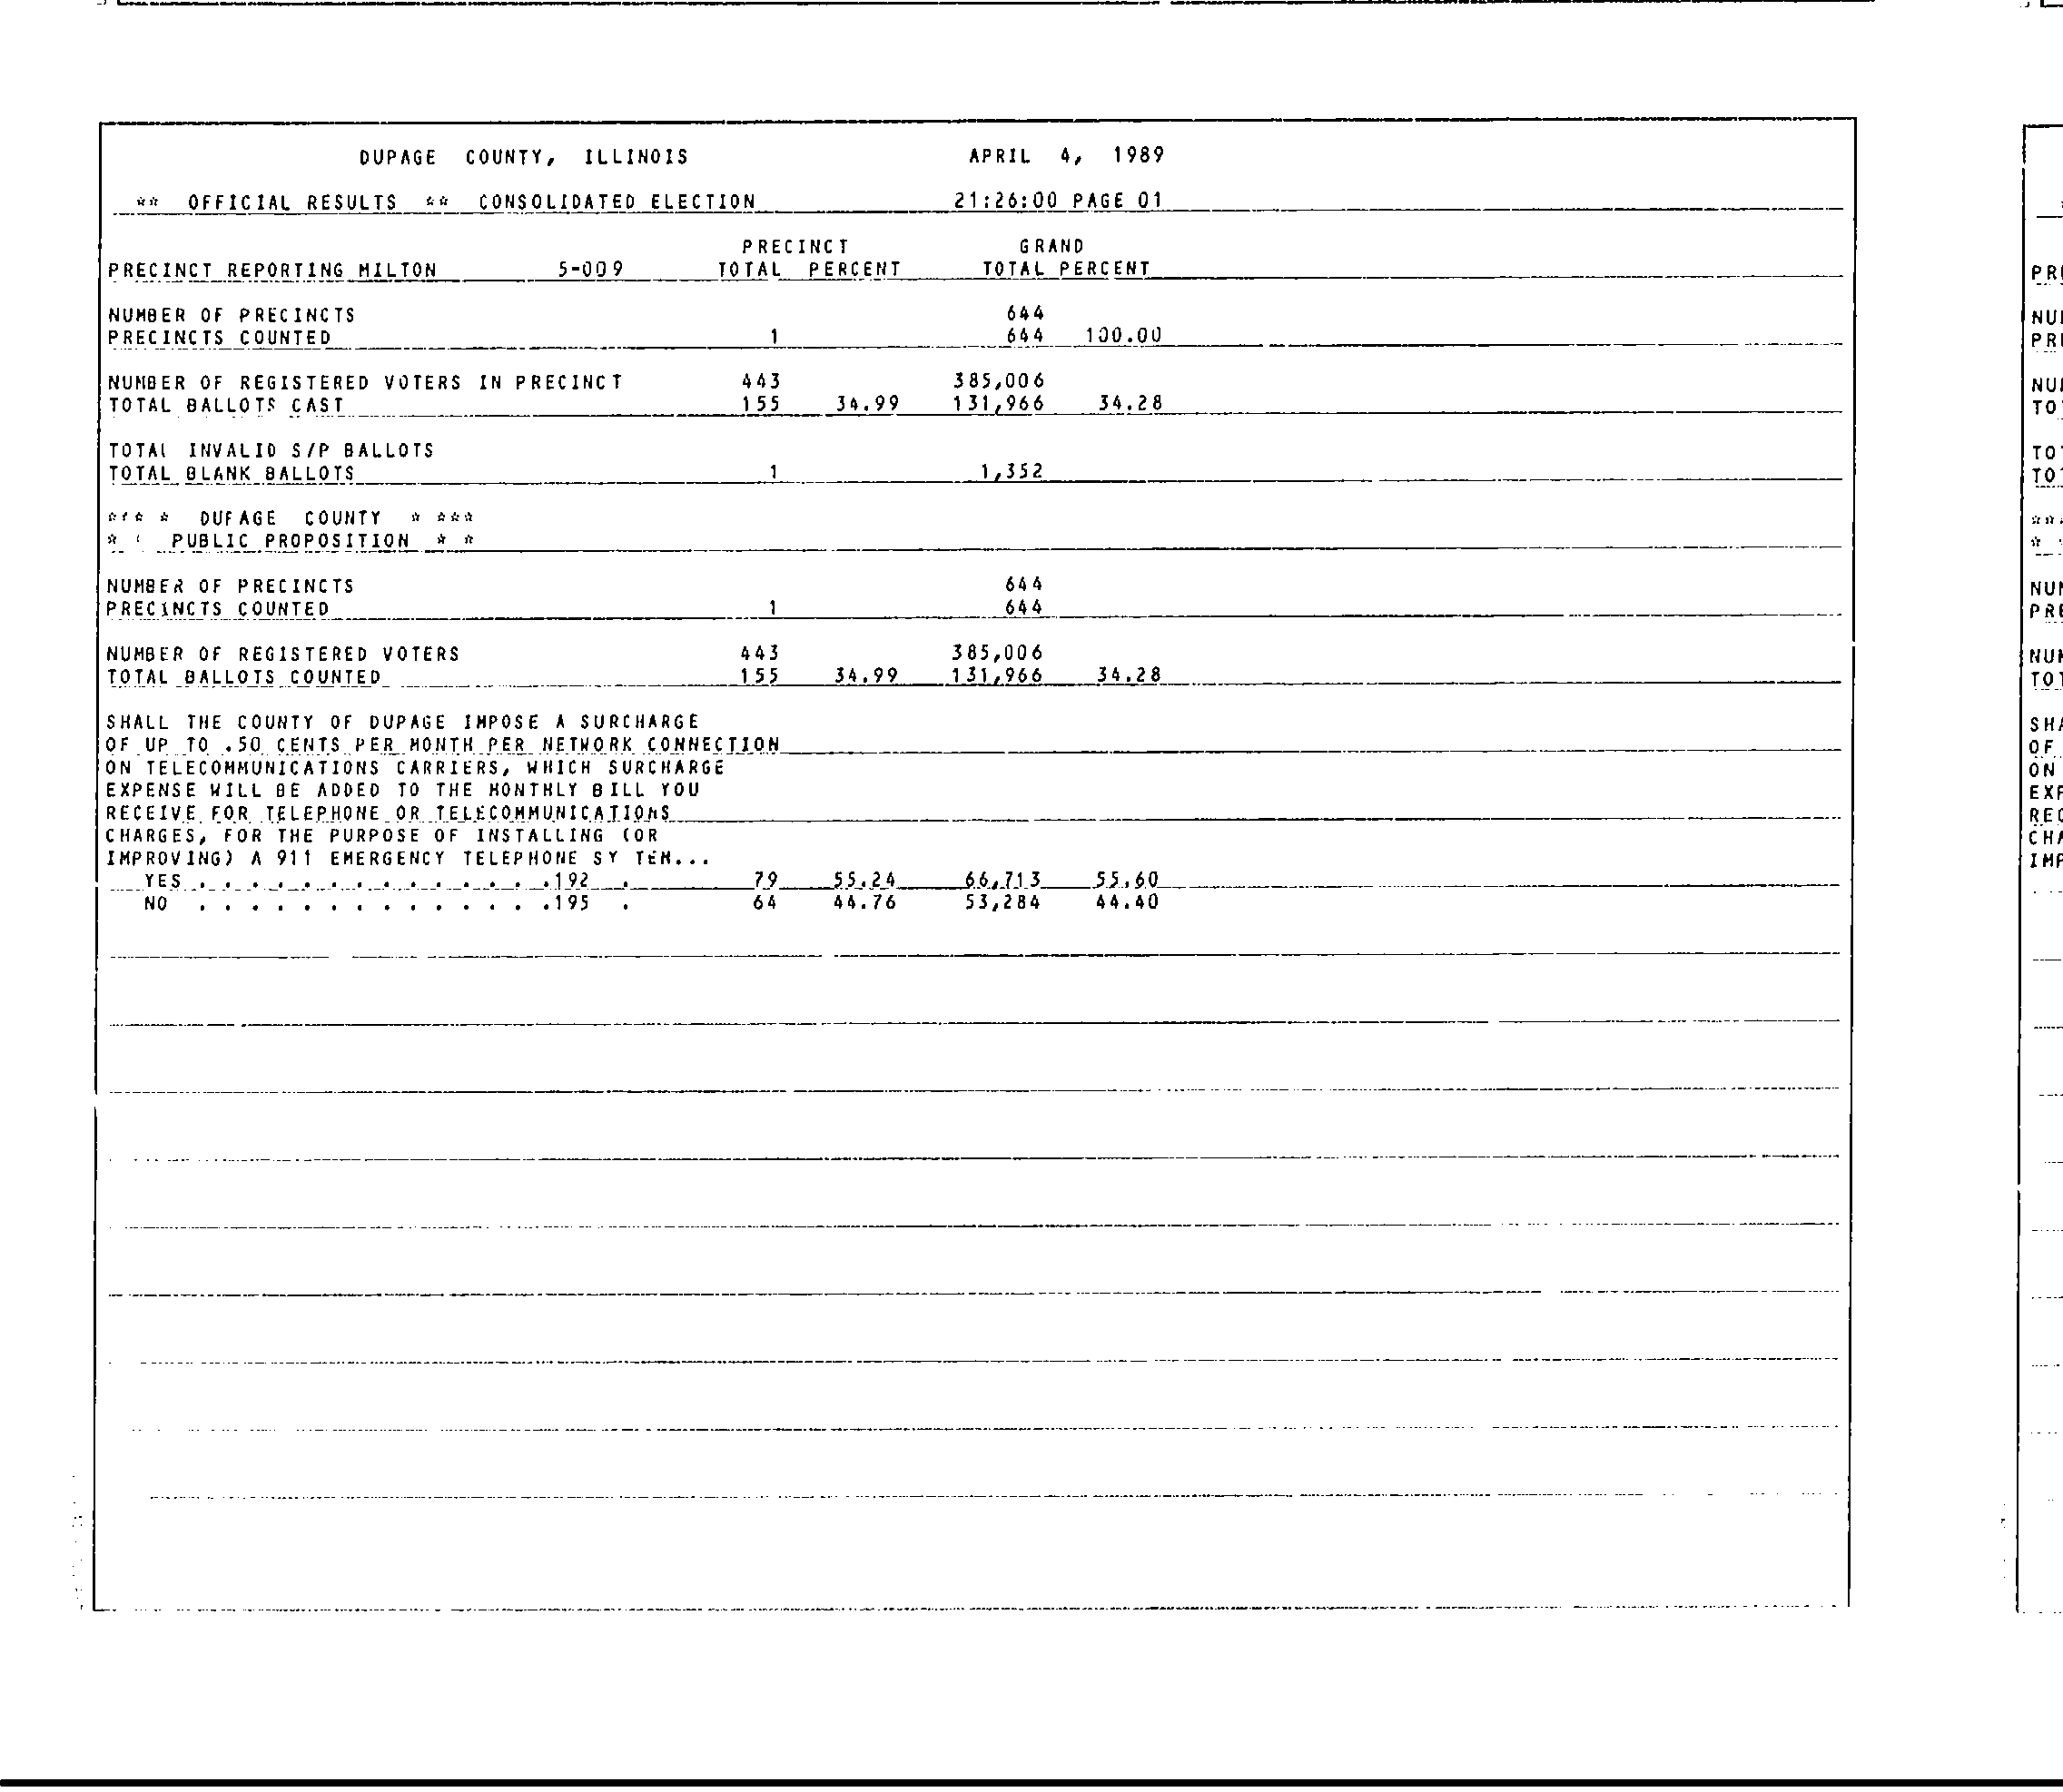 DUPAGE COUNTY, ILLINOIS APRIL 4, 1989
** OFFICIAL RESULTS ** CONSOLIDATED ELECTION 21:26:00 PAGE 01
PRECINCT GRAND
PRECINCT REPORTING MILTON 5-009 TOTAL PERCENT TOTAL PERCENT
NUMBER OF PRECINCTS 644
PRECINCTS COUNTED 1 644 100.00
NUMBER OF REGISTERED VOTERS IN PRECINCT 443 385,006
TOTAL BALLOTS CAST 155 34.99 131,966 34.28
TOTAL INVALID S/P BALLOTS
TOTAL BLANK BALLOTS 1 1,352
**** DUPAGE COUNTY * ***
* PUBLIC PROPOSITION * *
NUMBER OF PRECINCTS 644
PRECINCTS COUNTED 1 644
NUMBER OF REGISTERED VOTERS 443 385,006
TOTAL BALLOTS COUNTED 155 34.99 131,966 34.28
SHALL THE COUNTY OF DUPAGE IMPOSE A SURCHARGE
OF UP TO .50 CENTS PER MONTH PER NETWORK CONNECTION
ON TELECOMMUNICATIONS CARRIERS, WHICH SURCHARGE
EXPENSE WILL BE ADDED TO THE MONTHLY BILL YOU
RECEIVE FOR TELEPHONE OR TELECOMMUNICATIONS
CHARGES, FOR THE PURPOSE OF INSTALLING (OR
IMPROVING) A 911 EMERGENCY TELEPHONE SY TEM...
YES . . . . . . . . . . . . . .192 . 79 55.24 66,713 55.60
NO . . . . . . . . . . . . . .195 . 64 44.76 53,284 44.40
PR
NU
PR
NU
TO
TO
TO
NU
PR
NU
TO
SH
OF
ON
EX
RE
CH
IM